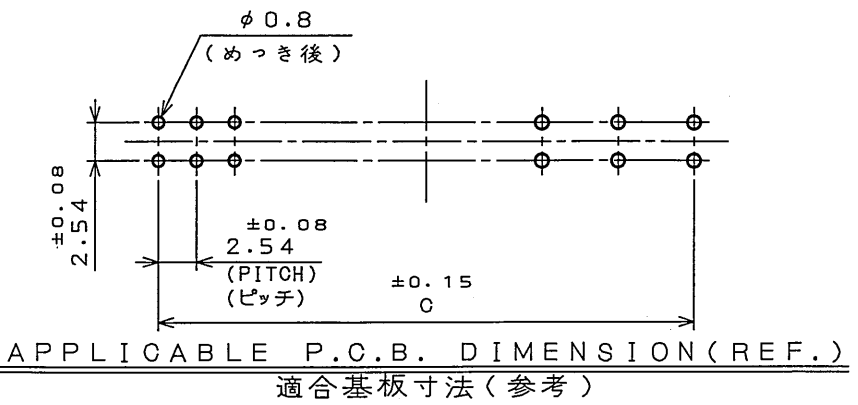 φ0.8
(めっき後)
±0.08
2.54
±0.08
2.54
(PITCH)
(ピッチ)
±0.15
C
APPLICABLE P.C.B. DIMENSION(REF.)
適合基板寸法(参考)